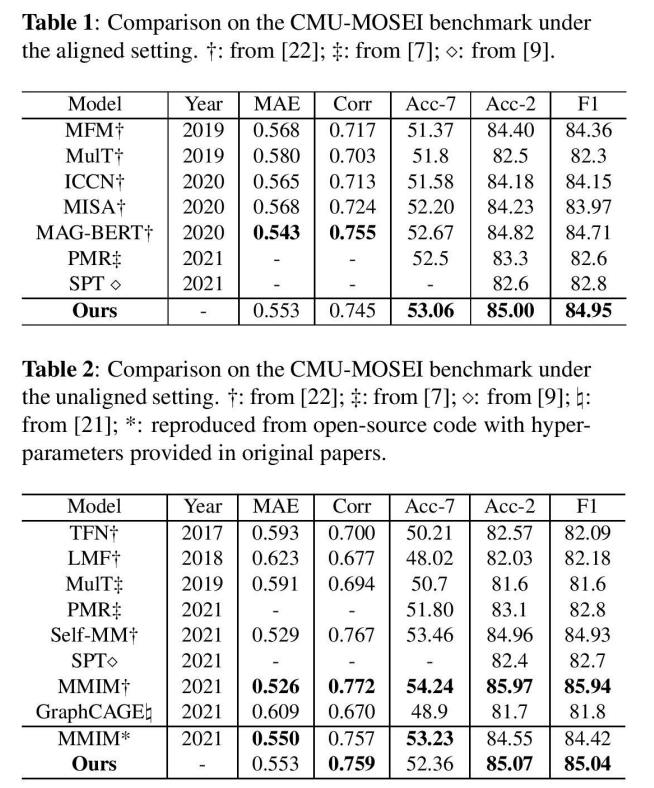 Table 1: Comparison on the CMU-MOSEI benchmark under
the aligned setting. †: from [22]; ‡: from [7]; ⋄: from [9].
Model Year MAE Corr Acc-7 Acc-2 F1
MFM† 2019 0.568 0.717 51.37 84.40 84.36
MulT† 2019 0.580 0.703 51.8 82.5 82.3
ICCN† 2020 0.565 0.713 51.58 84.18 84.15
MISA† 2020 0.568 0.724 52.20 84.23 83.97
MAG-BERT† 2020 0.543 0.755 52.67 84.82 84.71
PMR‡ 2021 - - 52.5 83.3 82.6
SPT ⋄ 2021 - - - 82.6 82.8
Ours - 0.553 0.745 53.06 85.00 84.95
Table 2: Comparison on the CMU-MOSEI benchmark under
the unaligned setting. †: from [22]; ‡: from [7]; ⋄: from [9]; ♮:
from [21]; *: reproduced from open-source code with hyper-
parameters provided in original papers.
Model Year MAE Corr Acc-7 Acc-2 F1
TFN† 2017 0.593 0.700 50.21 82.57 82.09
LMF† 2018 0.623 0.677 48.02 82.03 82.18
MulT‡ 2019 0.591 0.694 50.7 81.6 81.6
PMR‡ 2021 - - 51.80 83.1 82.8
Self-MM† 2021 0.529 0.767 53.46 84.96 84.93
SPT⋄ 2021 - - - 82.4 82.7
MMIM† 2021 0.526 0.772 54.24 85.97 85.94
GraphCAGE♮ 2021 0.609 0.670 48.9 81.7 81.8
MMIM* 2021 0.550 0.757 53.23 84.55 84.42
Ours - 0.553 0.759 52.36 85.07 85.04